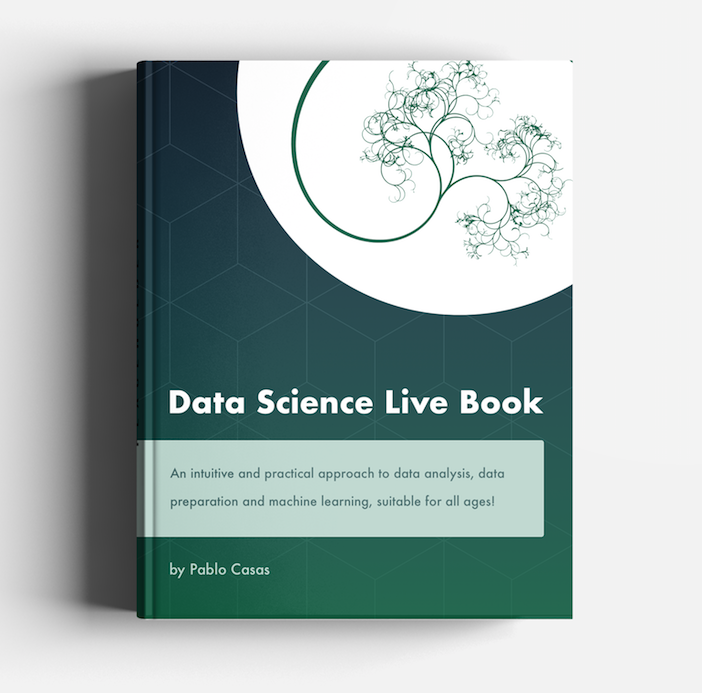 Data Science Live Book
An intuitive and practical approach to data analysis, data
preparation and machine learning, suitable for all ages!
by Pablo Casas